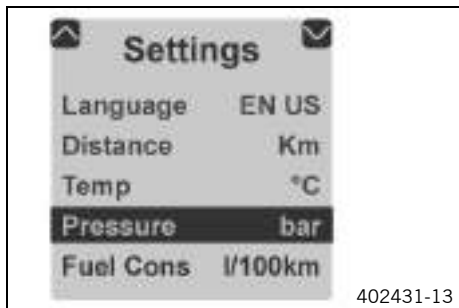 Settings
Language EN US
Distance Km
Temp °C
Pressure bar
Fuel Cons l/100km
402431-13